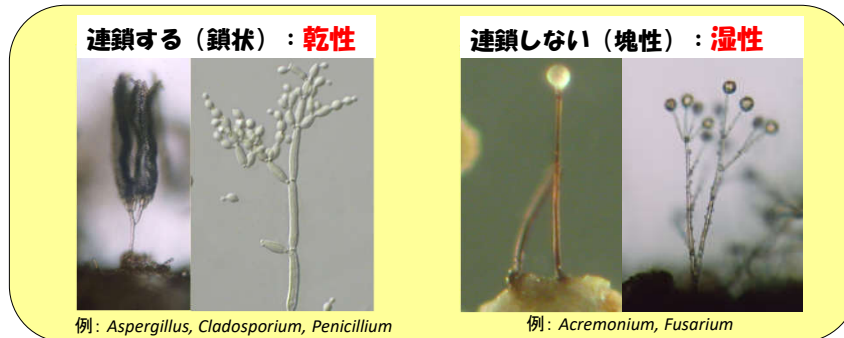 連鎖する（鎖状）：乾性
連鎖しない（塊性）：湿性
例: Aspergillus, Cladosporium, Penicillium
例: Acremonium, Fusarium